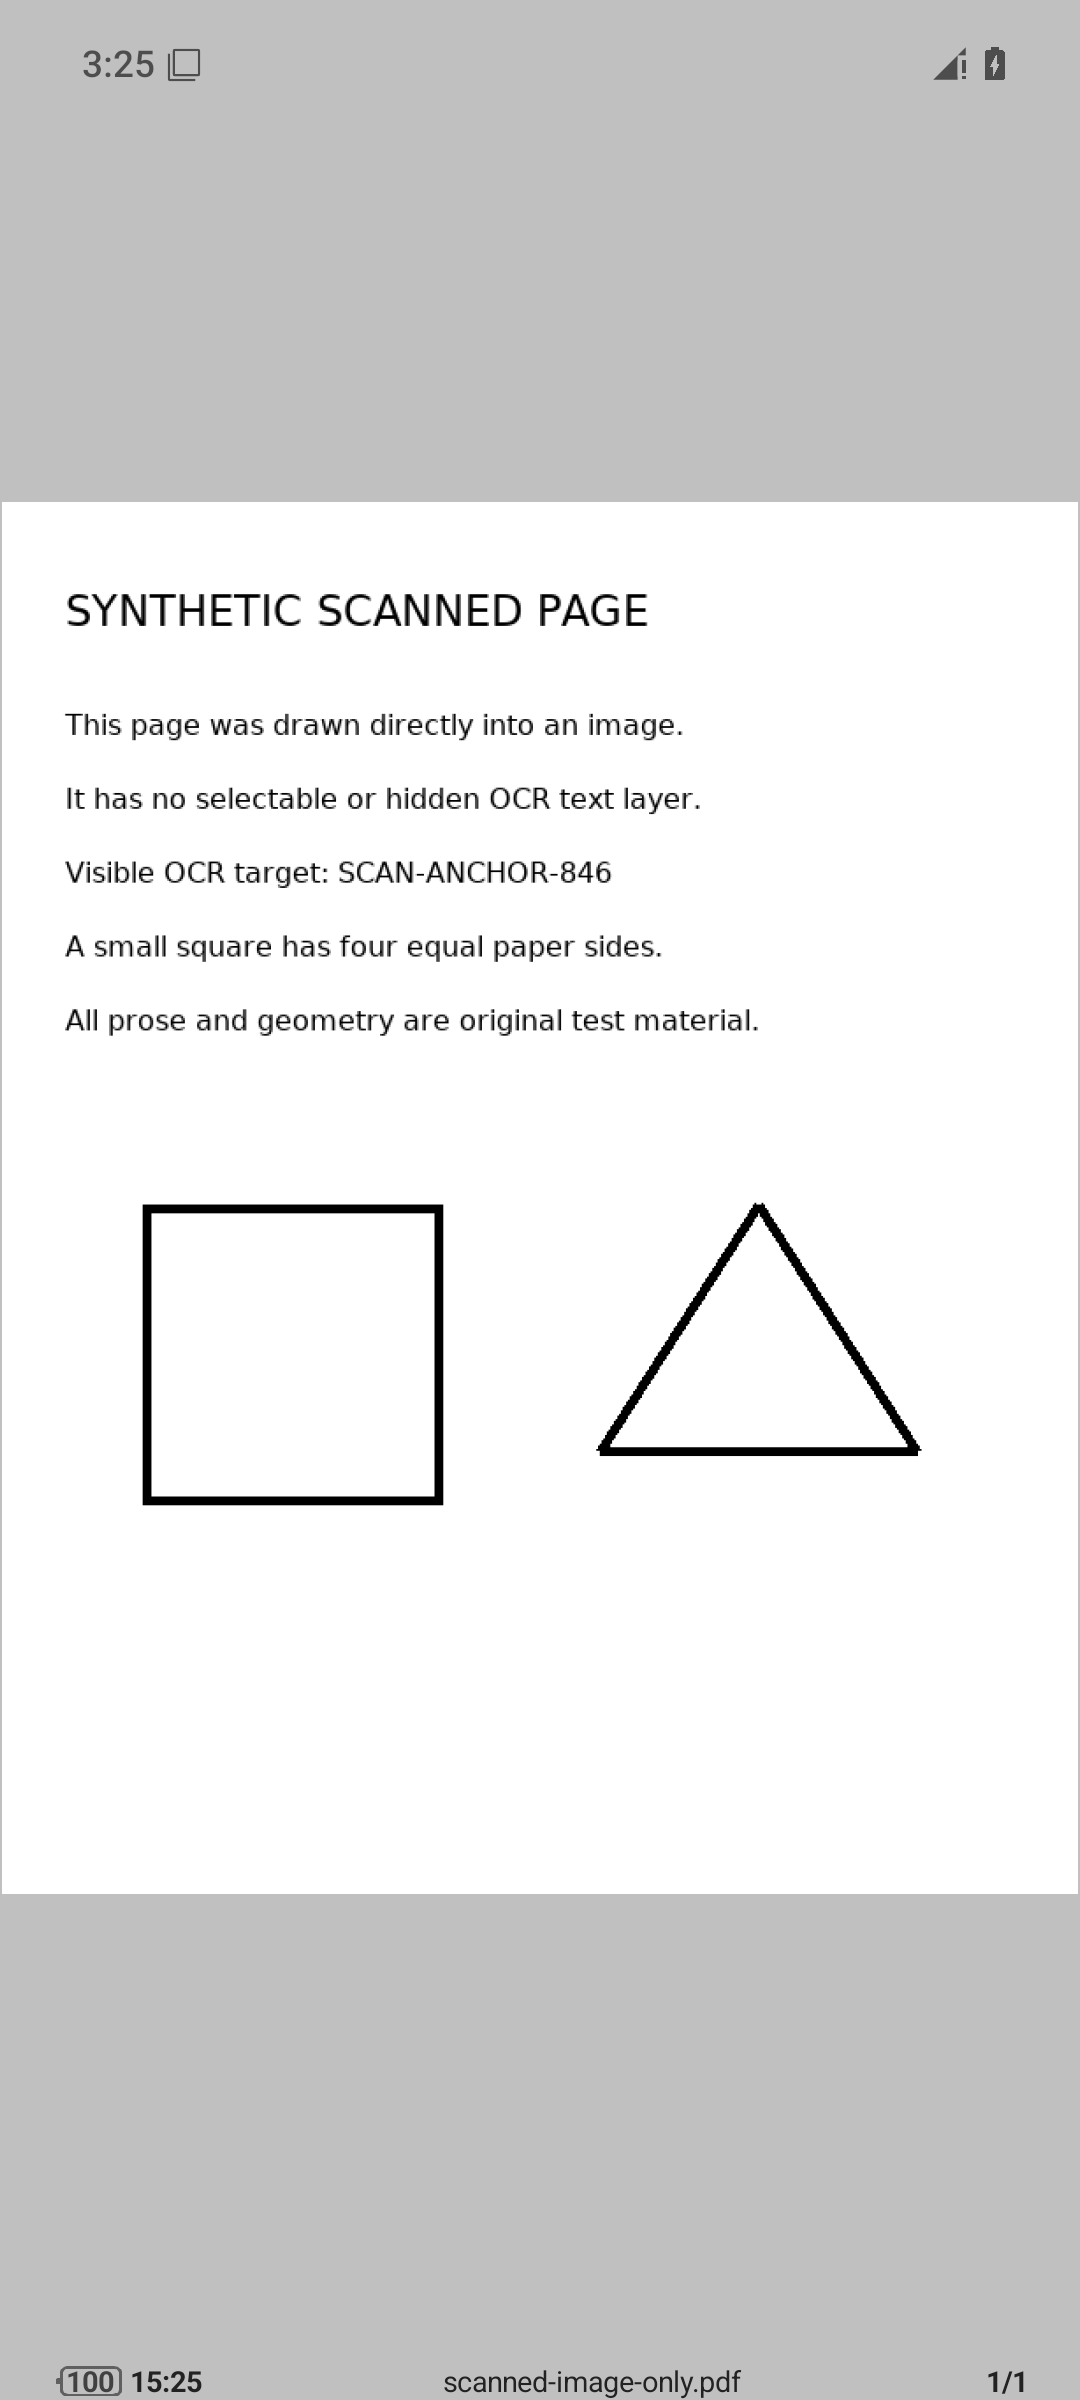 3:25
SYNTHETIC SCANNED PAGE
This page was drawn directly into an image.
It has no selectable or hidden OCR text layer.
Visible OCR target: SCAN-ANCHOR-846
A small square has four equal paper sides.
All prose and geometry are original test material.
100 15:25 scanned-image-only.pdf 1/1